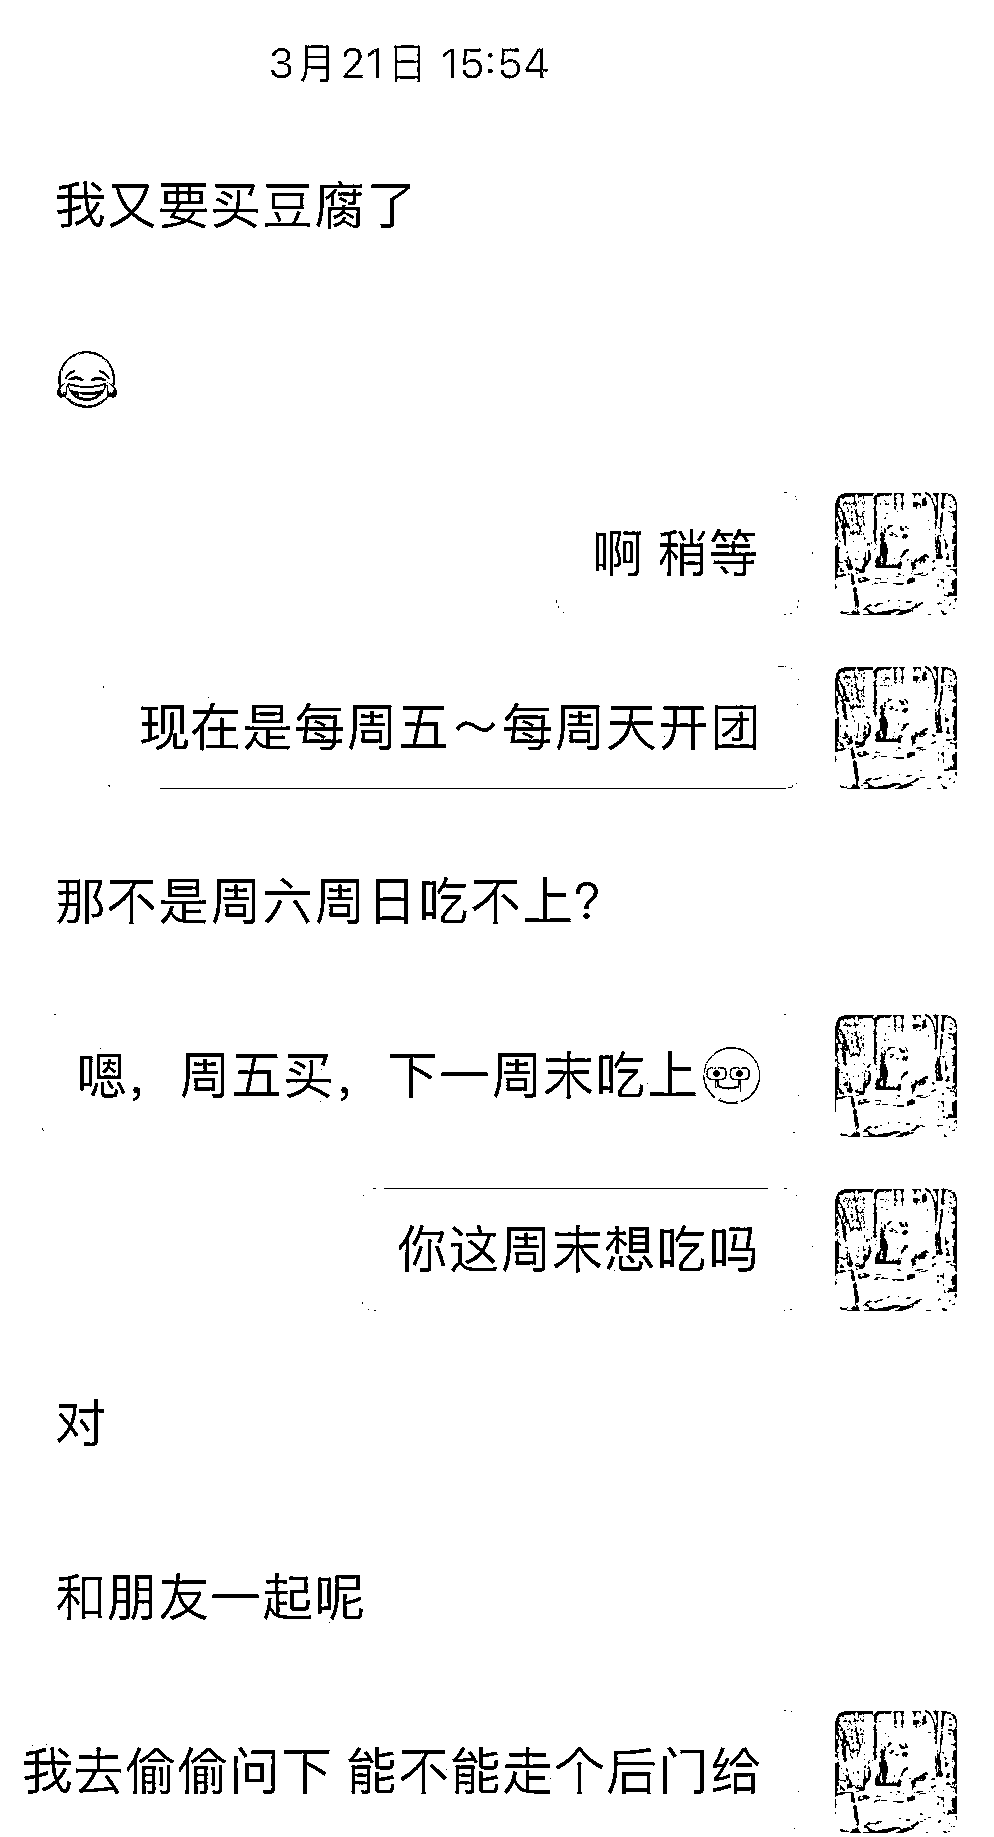 3月21日 15:54
我又要买豆腐了
😂
啊 稍等
现在是每周五～每周天开团
那不是周六周日吃不上?
嗯，周五买，下一周末吃上
你这周末想吃吗
对
和朋友一起呢
我去偷偷问下 能不能走个后门给